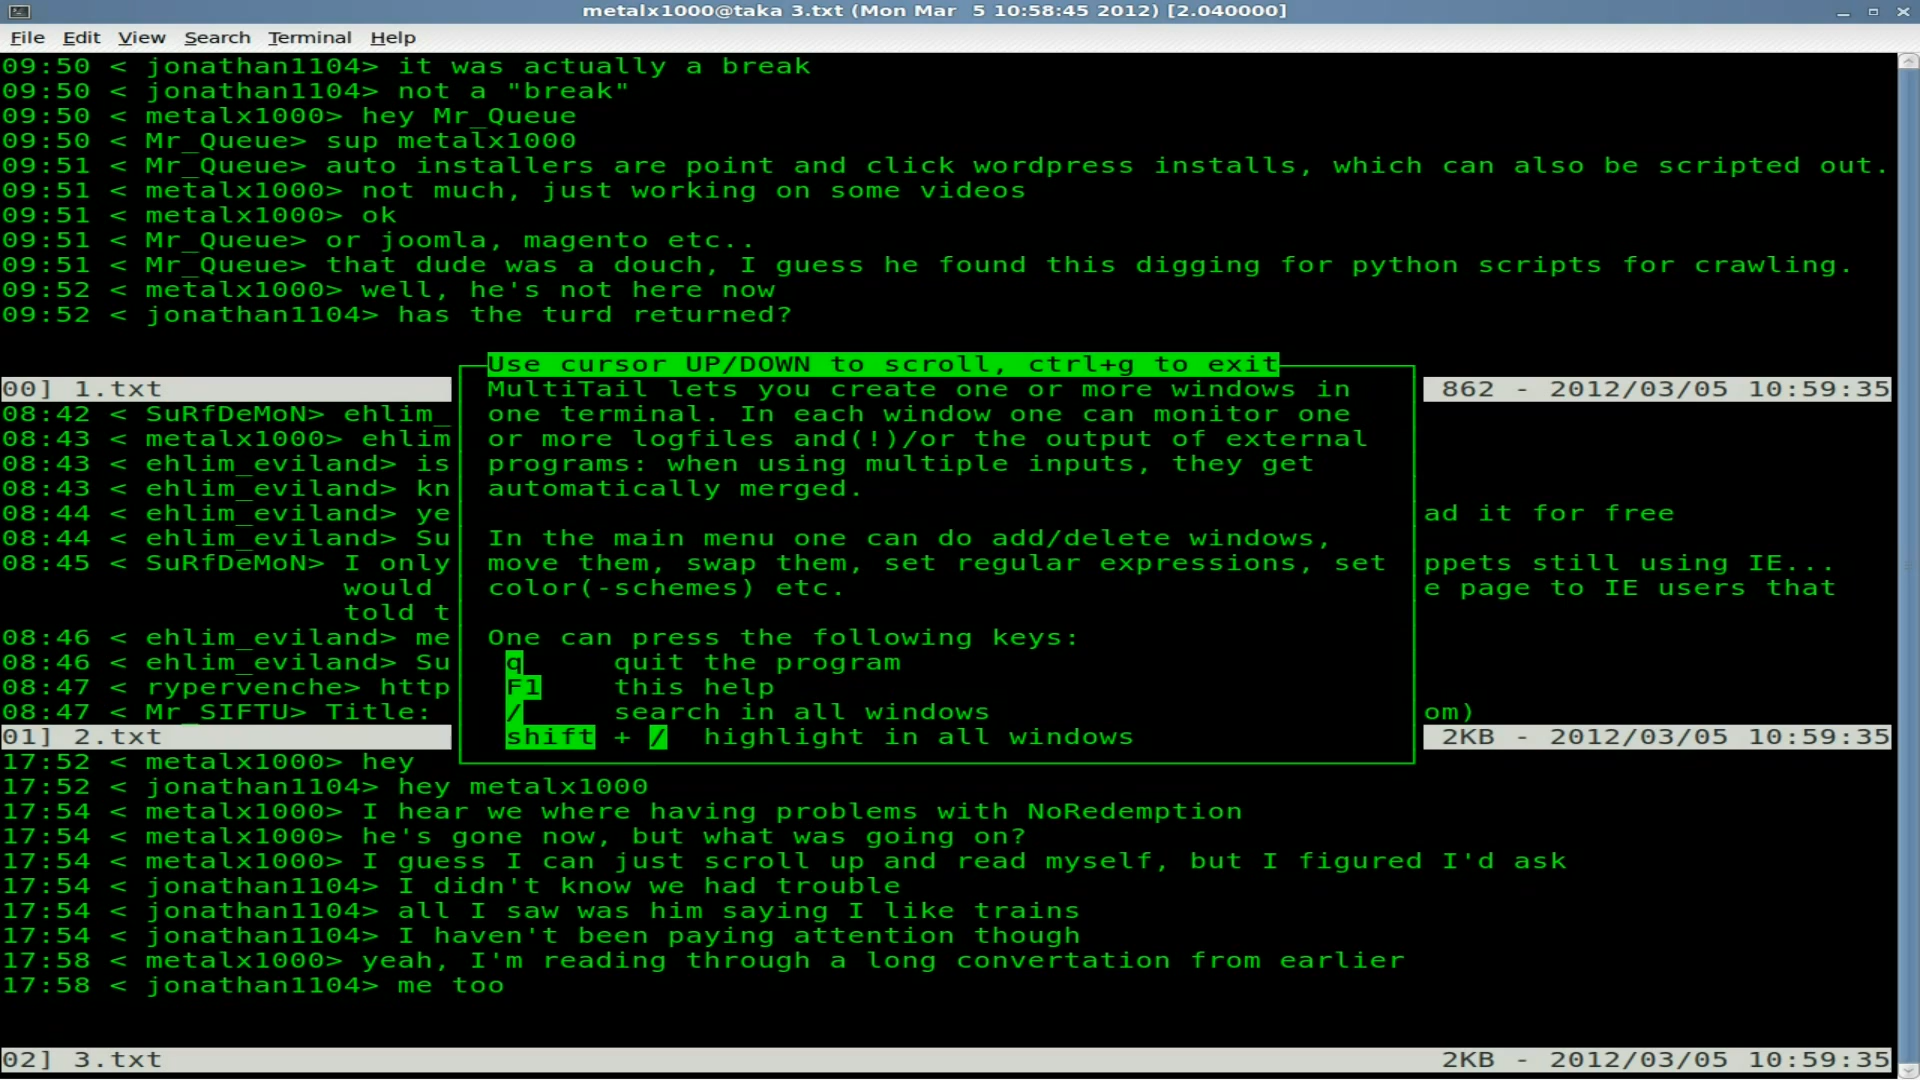 metalx1000@taka 3.txt (Mon Mar  5 10:58:45 2012) [2.040000]
File Edit View Search Terminal Help
09:50 < jonathan1104> it was actually a break
09:50 < jonathan1104> not a "break"
09:50 < metalx1000> hey Mr_Queue
09:50 < Mr_Queue> sup metalx1000
09:51 < Mr_Queue> auto installers are point and click wordpress installs, which can also be scripted out.
09:51 < metalx1000> not much, just working on some videos
09:51 < metalx1000> ok
09:51 < Mr_Queue> or joomla, magento etc..
09:51 < Mr_Queue> that dude was a douch, I guess he found this digging for python scripts for crawling.
09:52 < metalx1000> well, he's not here now
09:52 < jonathan1104> has the turd returned?
00] 1.txt 862 - 2012/03/05 10:59:35
08:42 < SuRfDeMoN> ehlim_
08:43 < metalx1000> ehlim
08:43 < ehlim_eviland> is
08:43 < ehlim_eviland> kn
08:44 < ehlim_eviland> ye ad it for free
08:44 < ehlim_eviland> Su
08:45 < SuRfDeMoN> I only ppets still using IE...
would e page to IE users that
told t
08:46 < ehlim_eviland> me
08:46 < ehlim_eviland> Su
08:47 < rypervenche> http
08:47 < Mr_SIFTU> Title: om)
01] 2.txt 2KB - 2012/03/05 10:59:35
Use cursor UP/DOWN to scroll, ctrl+g to exit
MultiTail lets you create one or more windows in
one terminal. In each window one can monitor one
or more logfiles and(!)/or the output of external
programs: when using multiple inputs, they get
automatically merged.
In the main menu one can do add/delete windows,
move them, swap them, set regular expressions, set
color(-schemes) etc.
One can press the following keys:
q quit the program
F1 this help
/ search in all windows
shift + / highlight in all windows
17:52 < metalx1000> hey
17:52 < jonathan1104> hey metalx1000
17:54 < metalx1000> I hear we where having problems with NoRedemption
17:54 < metalx1000> he's gone now, but what was going on?
17:54 < metalx1000> I guess I can just scroll up and read myself, but I figured I'd ask
17:54 < jonathan1104> I didn't know we had trouble
17:54 < jonathan1104> all I saw was him saying I like trains
17:54 < jonathan1104> I haven't been paying attention though
17:58 < metalx1000> yeah, I'm reading through a long convertation from earlier
17:58 < jonathan1104> me too
02] 3.txt 2KB - 2012/03/05 10:59:35